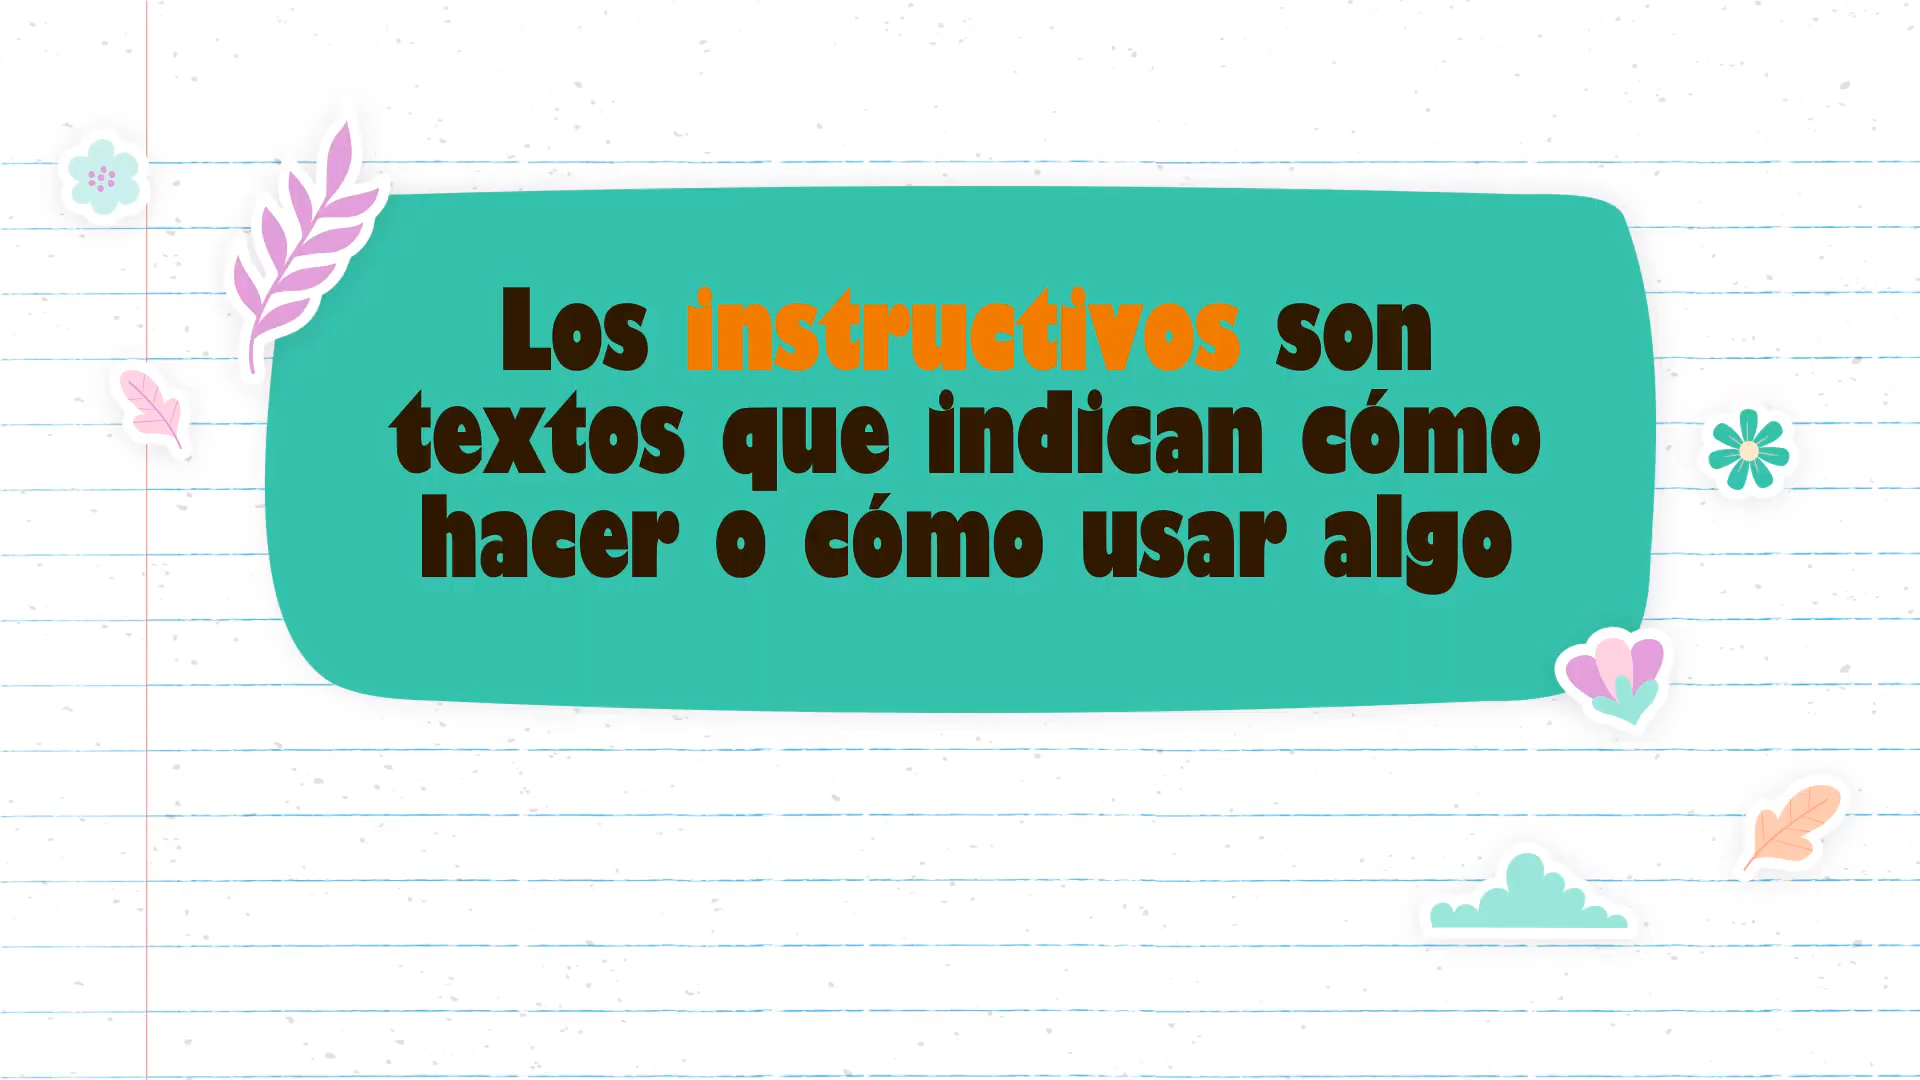 Los instructivos son
textos que indican cómo
hacer o cómo usar algo